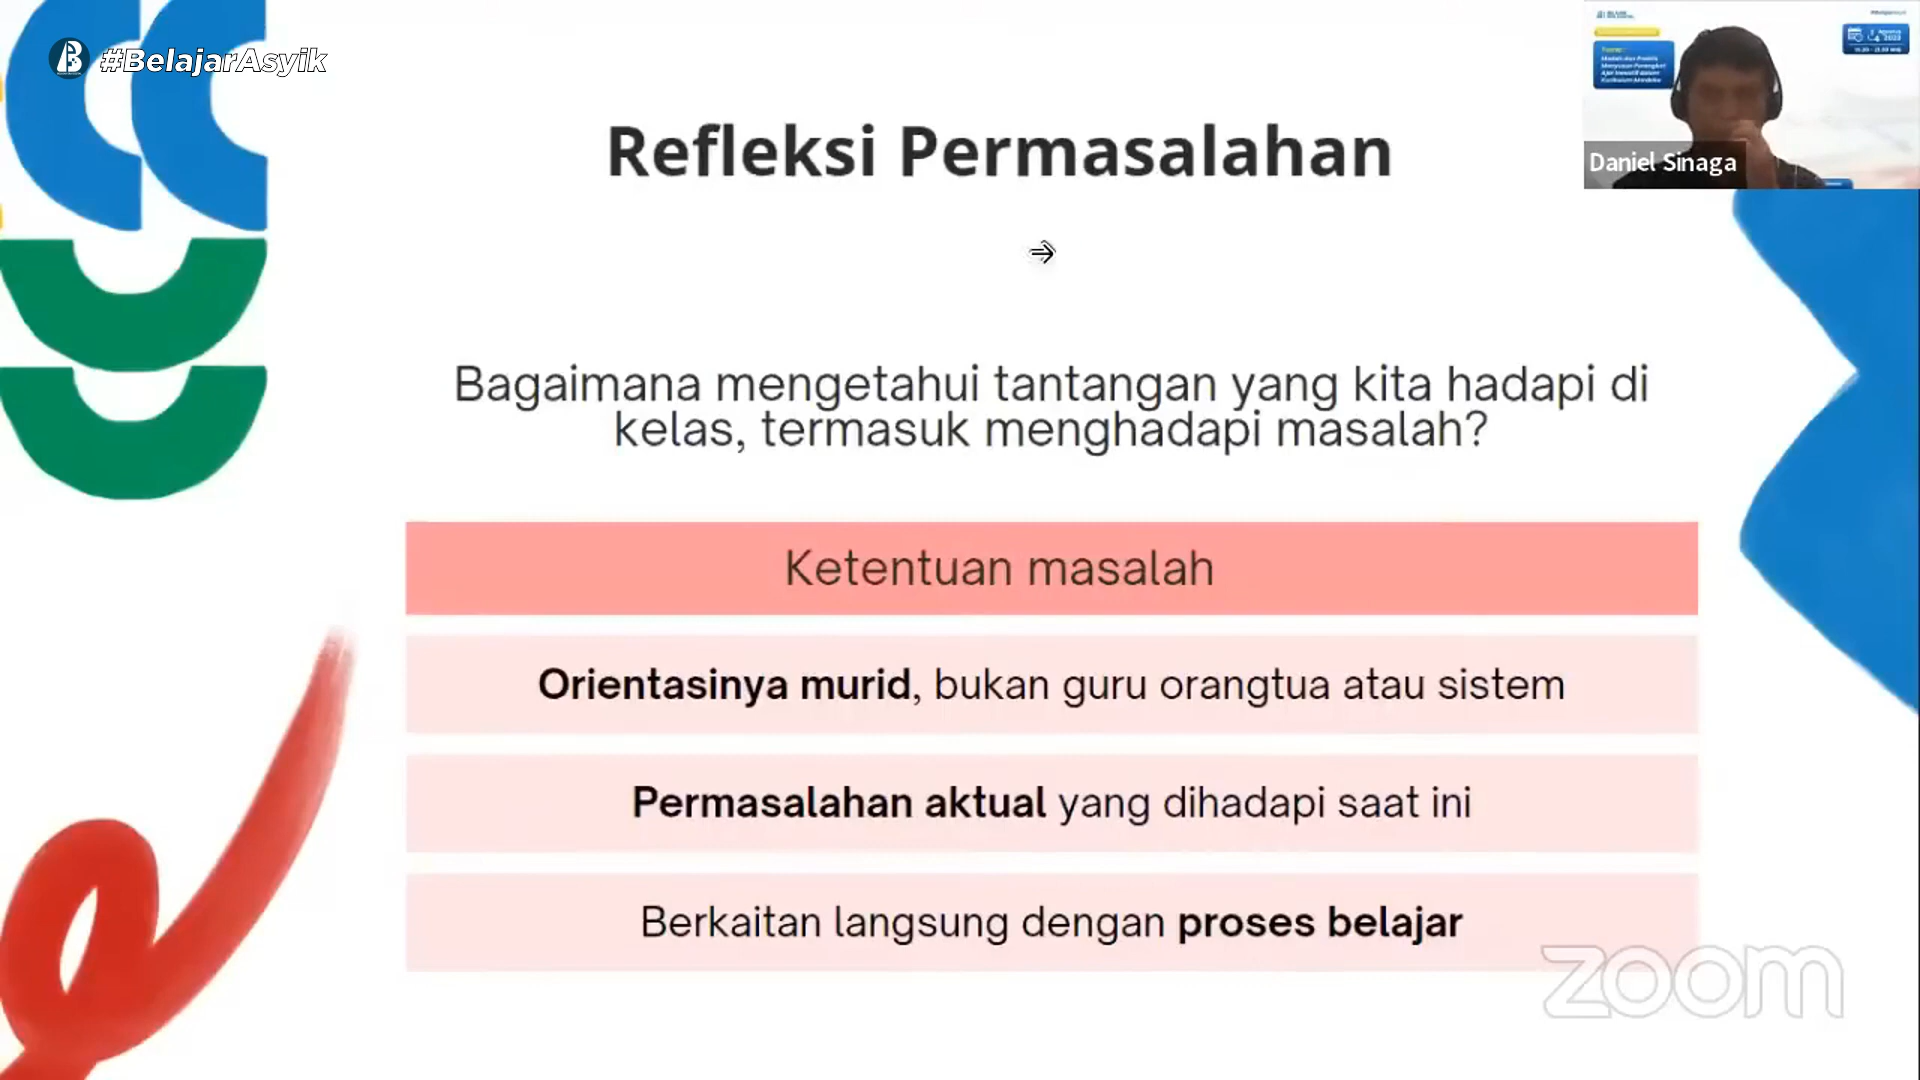 #BelajarAsyik
Refleksi Permasalahan
Daniel Sinaga
Bagaimana mengetahui tantangan yang kita hadapi di
kelas, termasuk menghadapi masalah?
Ketentuan masalah
Orientasinya murid, bukan guru orangtua atau sistem
Permasalahan aktual yang dihadapi saat ini
Berkaitan langsung dengan proses belajar
zoom